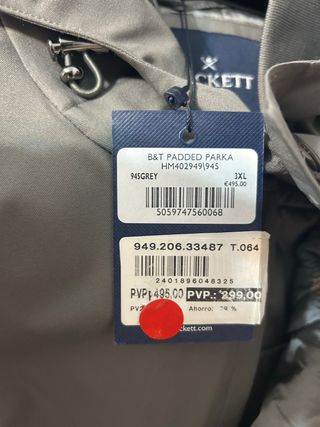 CKETT
B&T PADDED PARKA
HM402949\945
945GREY 3XL
€495.00
5059747560068
949.206.33487 T.064
2401896048325
PVP: 495,00 PVP.: 299,00
Ahorro: %
ckett.com